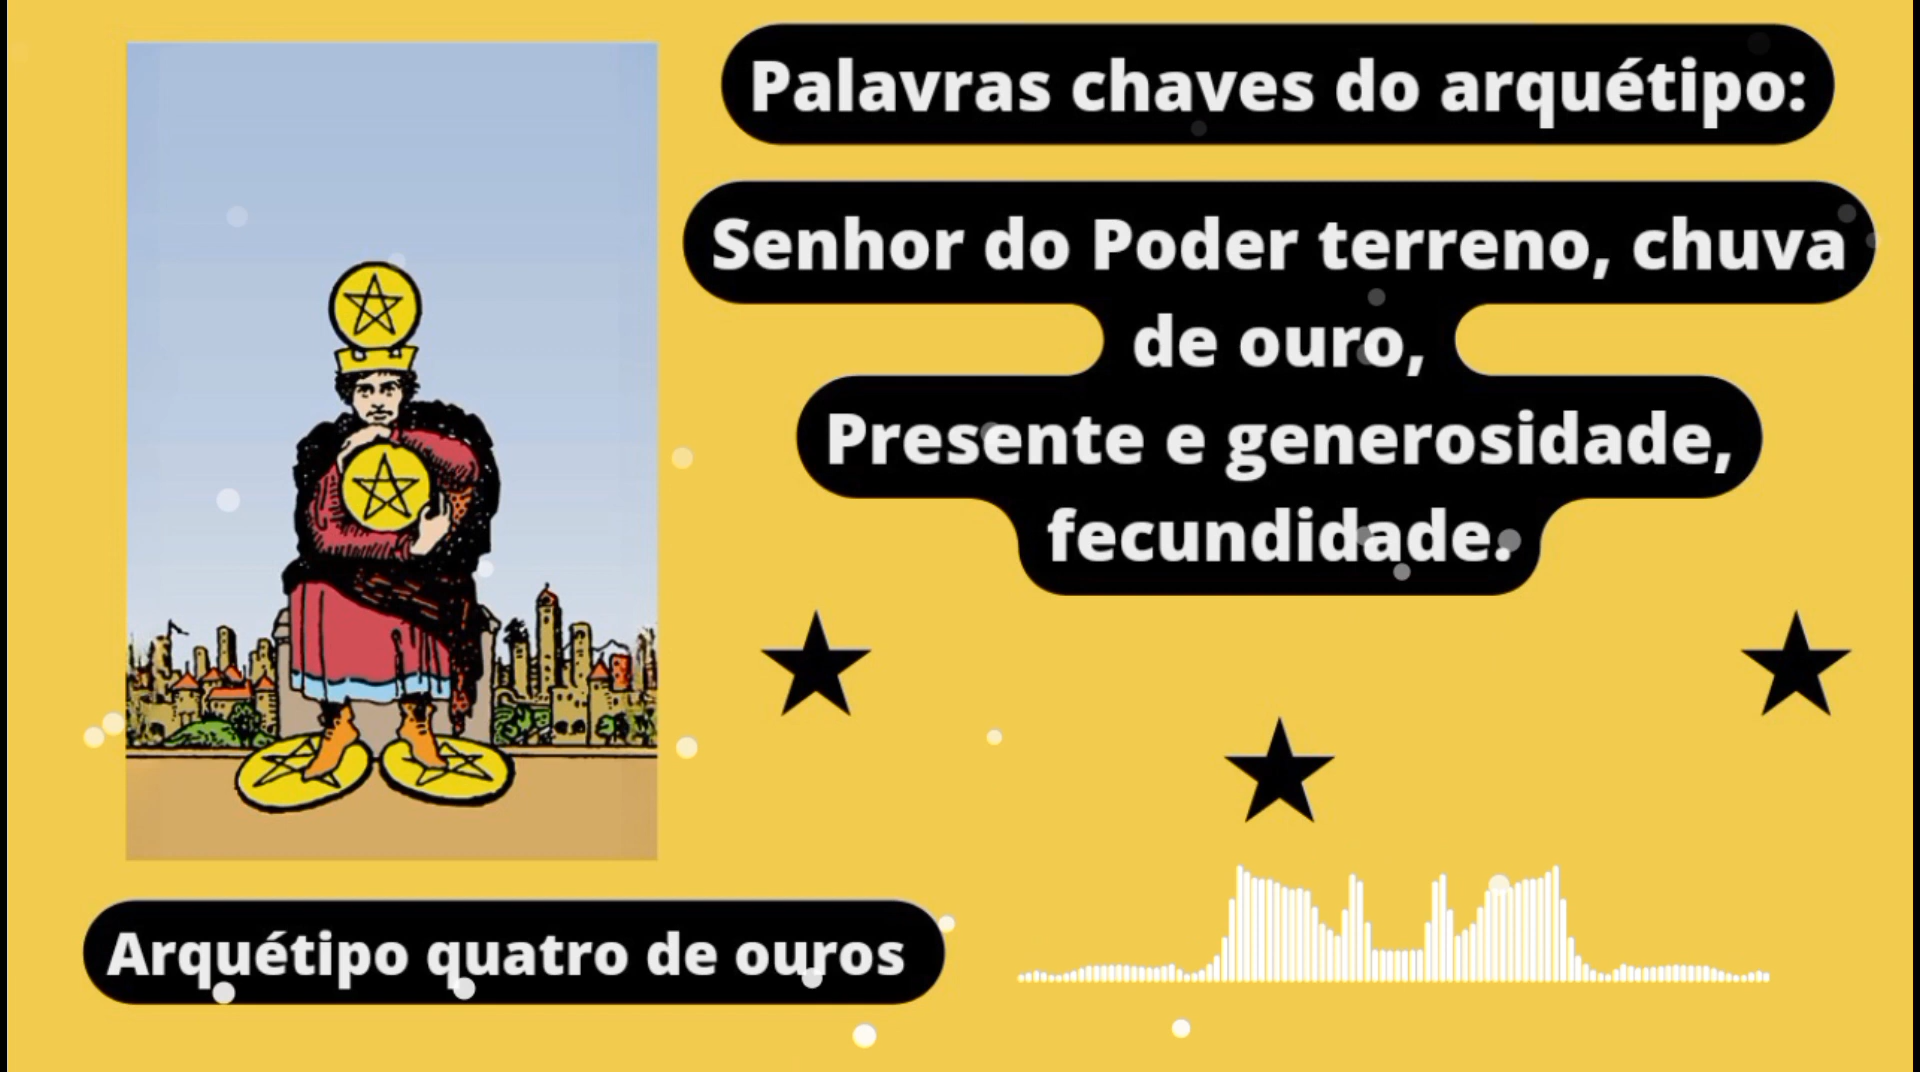 Palavras chaves do arquétipo:
Senhor do Poder terreno, chuva
de ouro,
Presente e generosidade,
fecundidade.
Arquétipo quatro de ouros